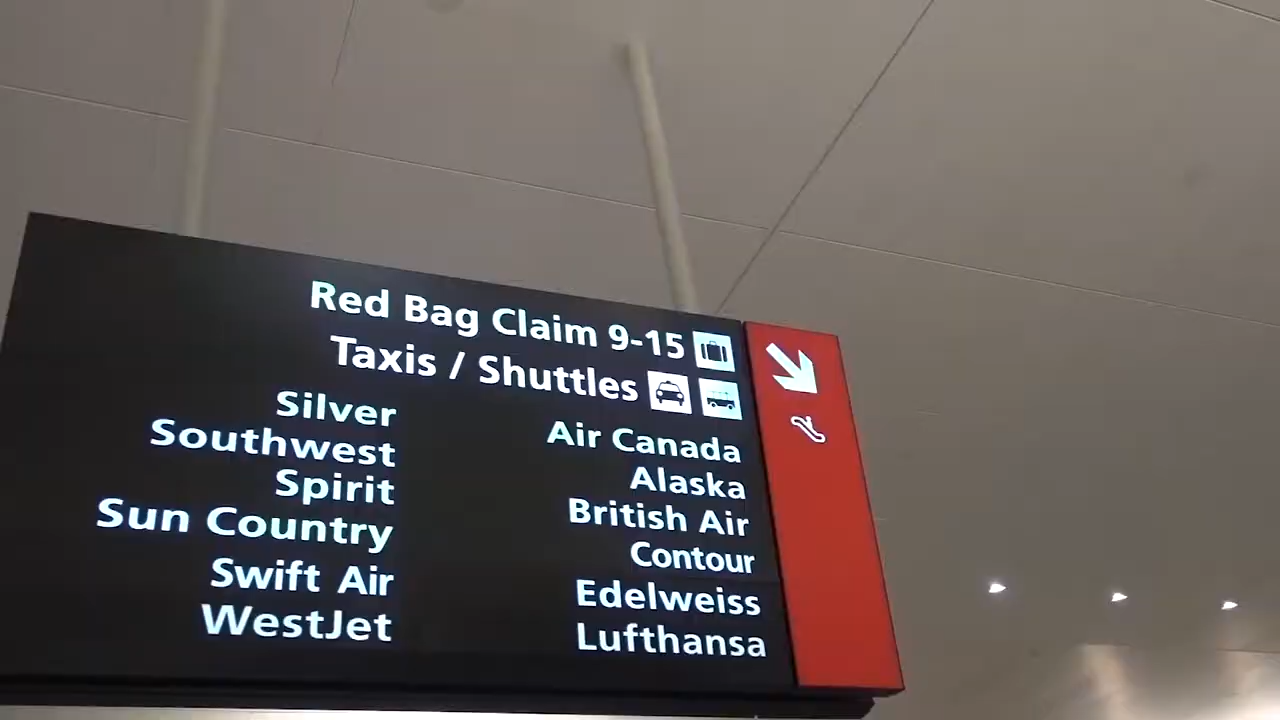 Red Bag Claim 9-15
Taxis / Shuttles
Silver
Southwest
Spirit
Sun Country
Swift Air
WestJet
Air Canada
Alaska
British Air
Contour
Edelweiss
Lufthansa